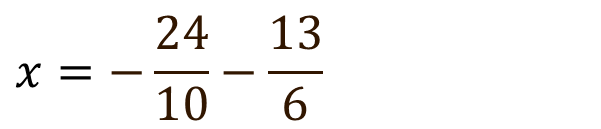 x = − 24/10 − 13/6